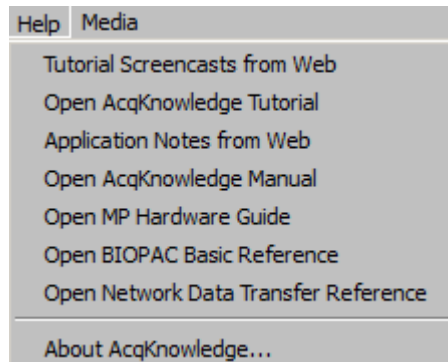 Help Media
Tutorial Screencasts from Web
Open AcqKnowledge Tutorial
Application Notes from Web
Open AcqKnowledge Manual
Open MP Hardware Guide
Open BIOPAC Basic Reference
Open Network Data Transfer Reference
About AcqKnowledge...